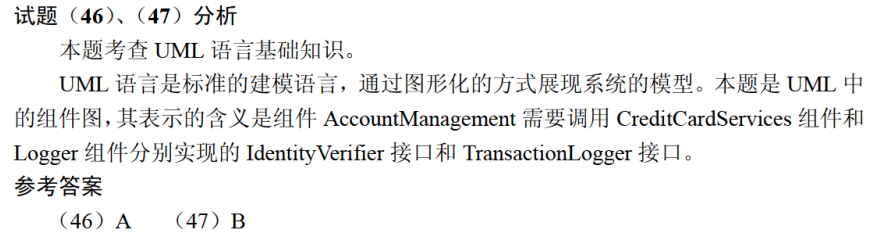 试题（46）、（47）分析
本题考查 UML 语言基础知识。
UML 语言是标准的建模语言，通过图形化的方式展现系统的模型。本题是 UML 中
的组件图，其表示的含义是组件 AccountManagement 需要调用 CreditCardServices 组件和
Logger 组件分别实现的 IdentityVerifier 接口和 TransactionLogger 接口。
参考答案
（46）A （47）B